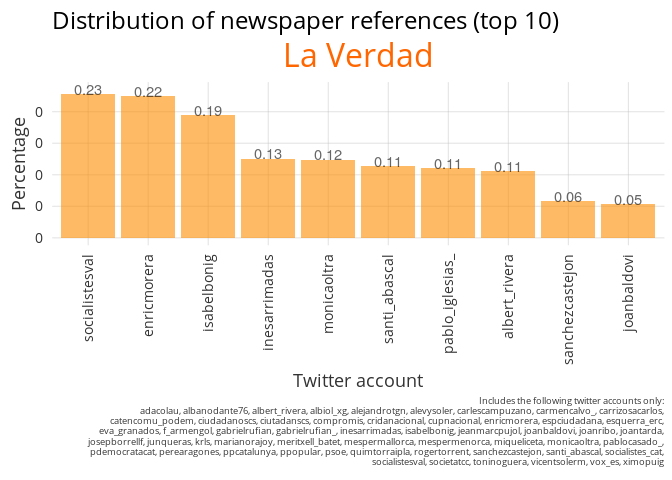 Distribution of newspaper references (top 10)
La Verdad
Percentage
0
0
0
0
0
0.23
0.22
0.19
0.13
0.12
0.11
0.11
0.11
0.06
0.05
socialistesval
enricmorera
isabelbonig
inesarrimadas
monicaoltra
santi_abascal
pablo_iglesias_
albert_rivera
sanchezcastejon
joanbaldovi
Twitter account
Includes the following twitter accounts only:
adacolau, albanodante76, albert_rivera, albiol_xg, alejandrotgn, alevysoler, carlescampuzano, carmencalvo_, carrizosacarlos,
catencomu_podem, ciudadanoscs, ciutadanscs, compromis, cridanacional, cupnacional, enricmorera, espciudadana, esquerra_erc,
eva_granados, f_armengol, gabrielrufian, gabrielrufian_, inesarrimadas, isabelbonig, jeanmarcpujol, joanbaldovi, joanribo, joantarda,
josepborrellf, junqueras, krls, marianorajoy, meritxell_batet, mespermallorca, mespermenorca, miqueliceta, monicaoltra, pablocasado_,
pdemocratacat, perearagones, ppcatalunya, ppopular, psoe, quimtorraipla, rogertorrent, sanchezcastejon, santi_abascal, socialistes_cat,
socialistesval, societatcc, toninoguera, vicentsolerm, vox_es, ximopuig